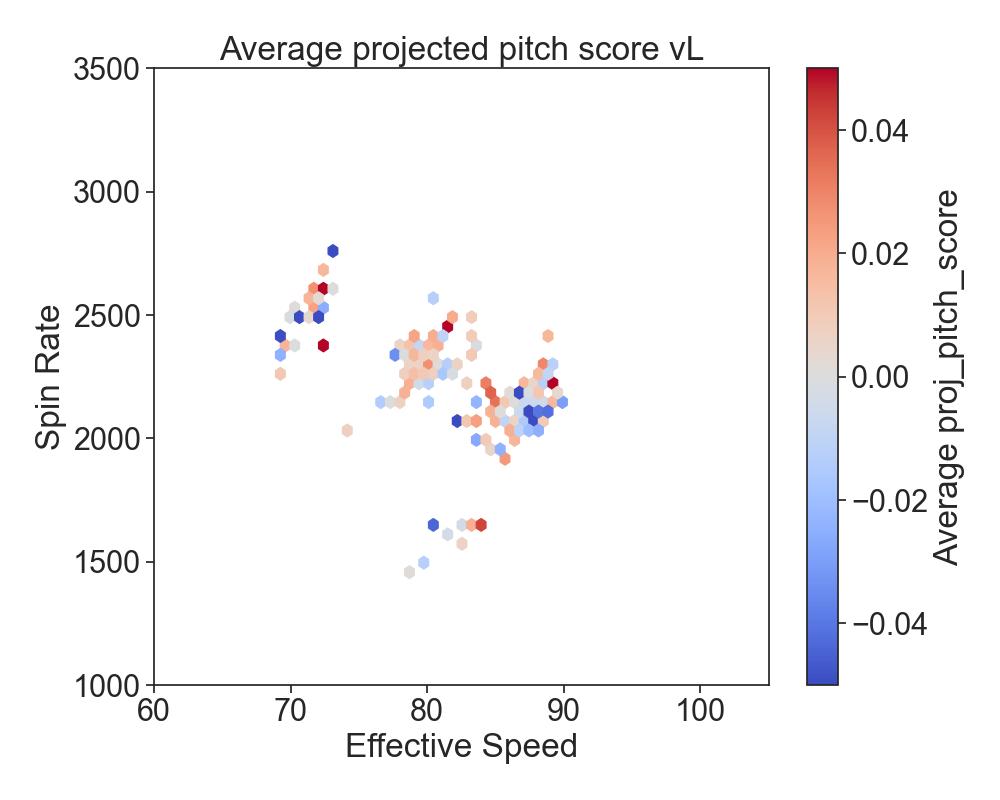 Average projected pitch score vL
3500
3000
2500
2000
1500
1000
Spin Rate
60 70 80 90 100
Effective Speed
0.04
0.02
0.00
−0.02
−0.04
Average proj_pitch_score